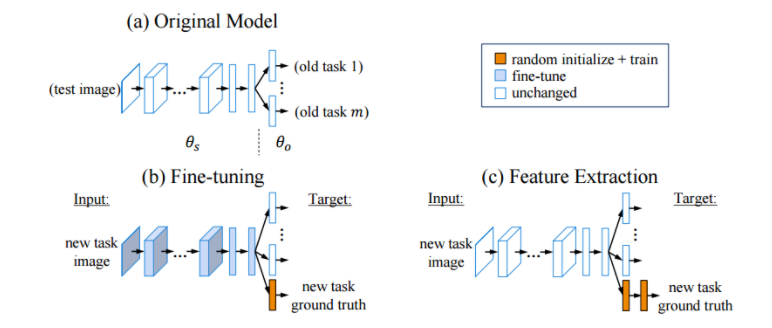 (a) Original Model
(test image)
...
(old task 1)
⋮
(old task m)
θs
θo
random initialize + train
fine-tune
unchanged
(b) Fine-tuning
Input:
Target:
new task
image
...
⋮
new task
ground truth
(c) Feature Extraction
Input:
Target:
new task
image
...
⋮
new task
ground truth